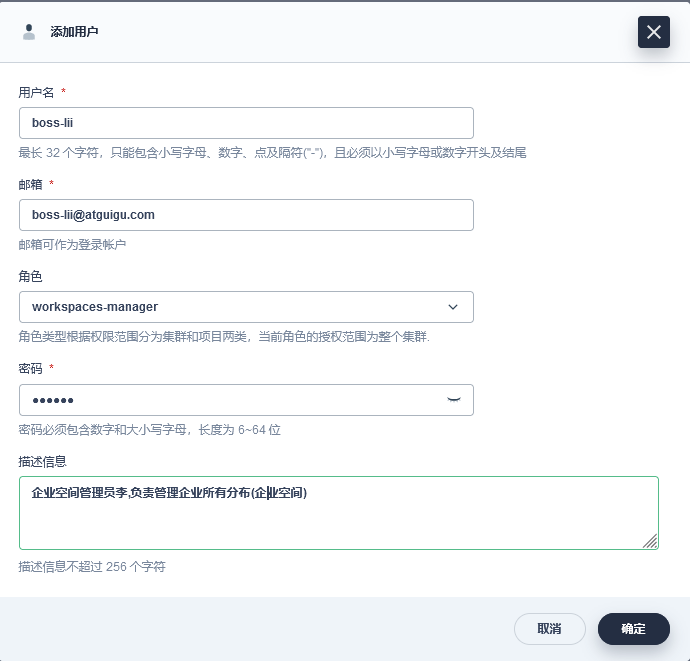 添加用户
用户名 *
boss-lii
最长 32 个字符，只能包含小写字母、数字、点及隔符("-")，且必须以小写字母或数字开头及结尾
邮箱 *
boss-lii@atguigu.com
邮箱可作为登录帐户
角色
workspaces-manager
角色类型根据权限范围分为集群和项目两类，当前角色的授权范围为整个集群.
密码 *
●●●●●●
密码必须包含数字和大小写字母，长度为 6~64 位
描述信息
企业空间管理员李,负责管理企业所有分布(企业空间)
描述信息不超过 256 个字符
取消
确定